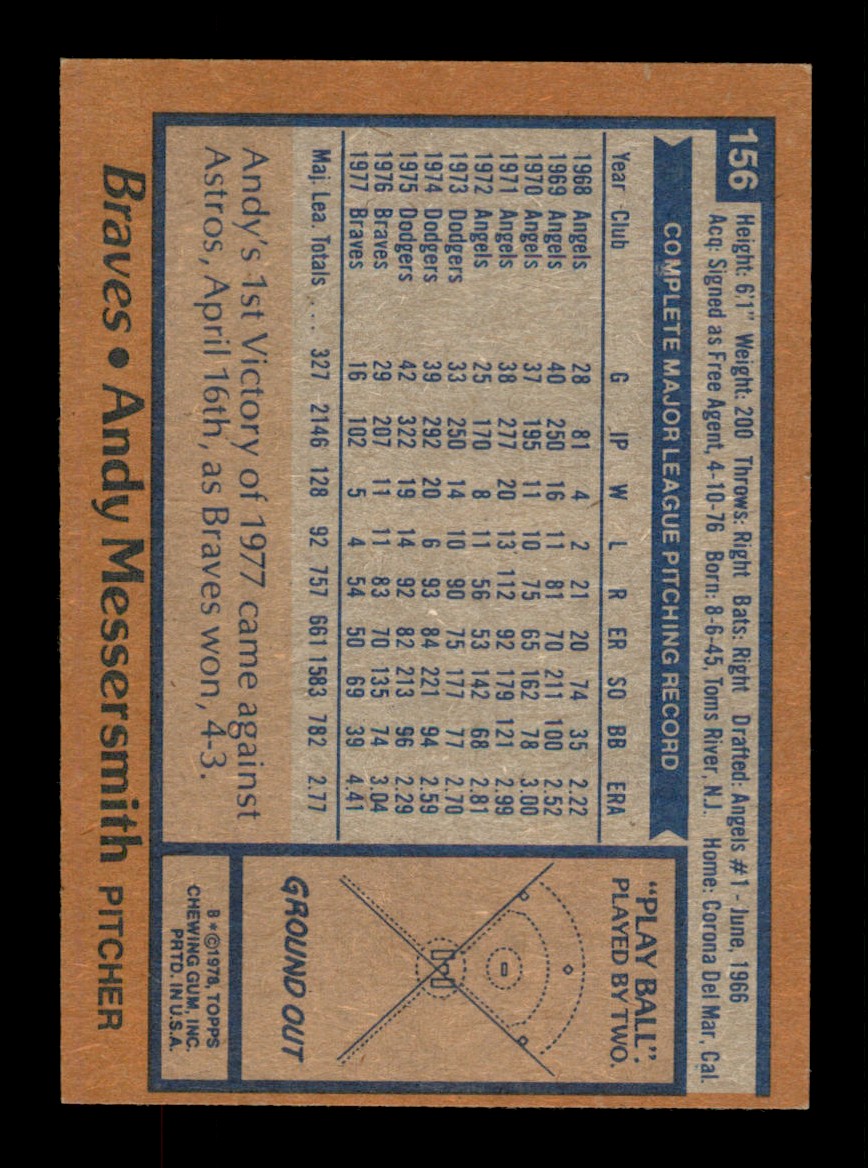 156
Height: 6'1" Weight: 200 Throws: Right Bats: Right Drafted: Angels #1 - June, 1966
Acq: Signed as Free Agent, 4-10-76 Born: 8-6-45, Toms River, N.J. Home: Corona Del Mar, Cal.
COMPLETE MAJOR LEAGUE PITCHING RECORD
Year Club G IP W L R ER SO BB ERA
1968 Angels 28 81 4 2 21 20 74 35 2.22
1969 Angels 40 250 16 11 81 70 211 100 2.52
1970 Angels 37 195 11 10 75 65 162 78 3.00
1971 Angels 38 277 20 13 112 92 179 121 2.99
1972 Angels 25 170 8 11 56 53 142 68 2.81
1973 Dodgers 33 250 14 10 90 75 177 77 2.70
1974 Dodgers 39 292 20 6 93 84 221 94 2.59
1975 Dodgers 42 322 19 14 92 82 213 96 2.29
1976 Braves 29 207 11 11 83 70 135 74 3.04
1977 Braves 16 102 5 4 54 50 69 39 4.41
Maj. Lea. Totals .... 327 2146 128 92 757 661 1583 782 2.77
Andy's 1st Victory of 1977 came against
Astros, April 16th, as Braves won, 4-3.
"PLAY BALL":
PLAYED BY TWO.
GROUND OUT
B*©1978, TOPPS
CHEWING GUM, INC.
PRTD. IN U.S.A.
Braves • Andy Messersmith PITCHER